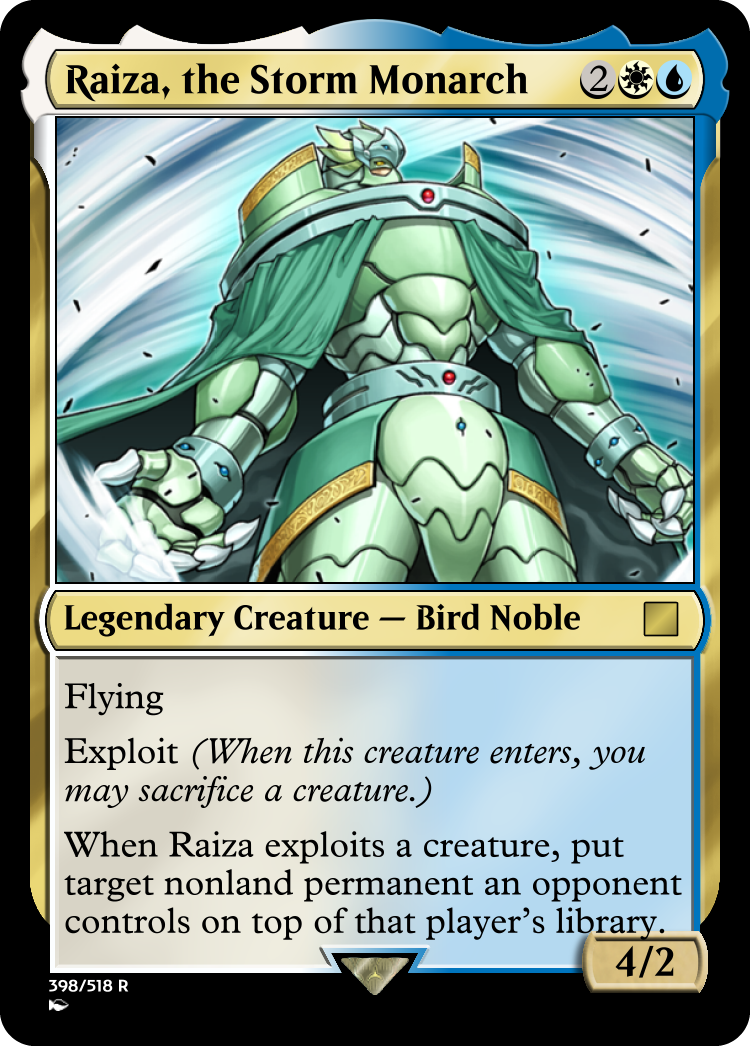 Raiza, the Storm Monarch 2
Legendary Creature — Bird Noble
Flying
Exploit (When this creature enters, you
may sacrifice a creature.)
When Raiza exploits a creature, put
target nonland permanent an opponent
controls on top of that player’s library.
4/2
398/518 R